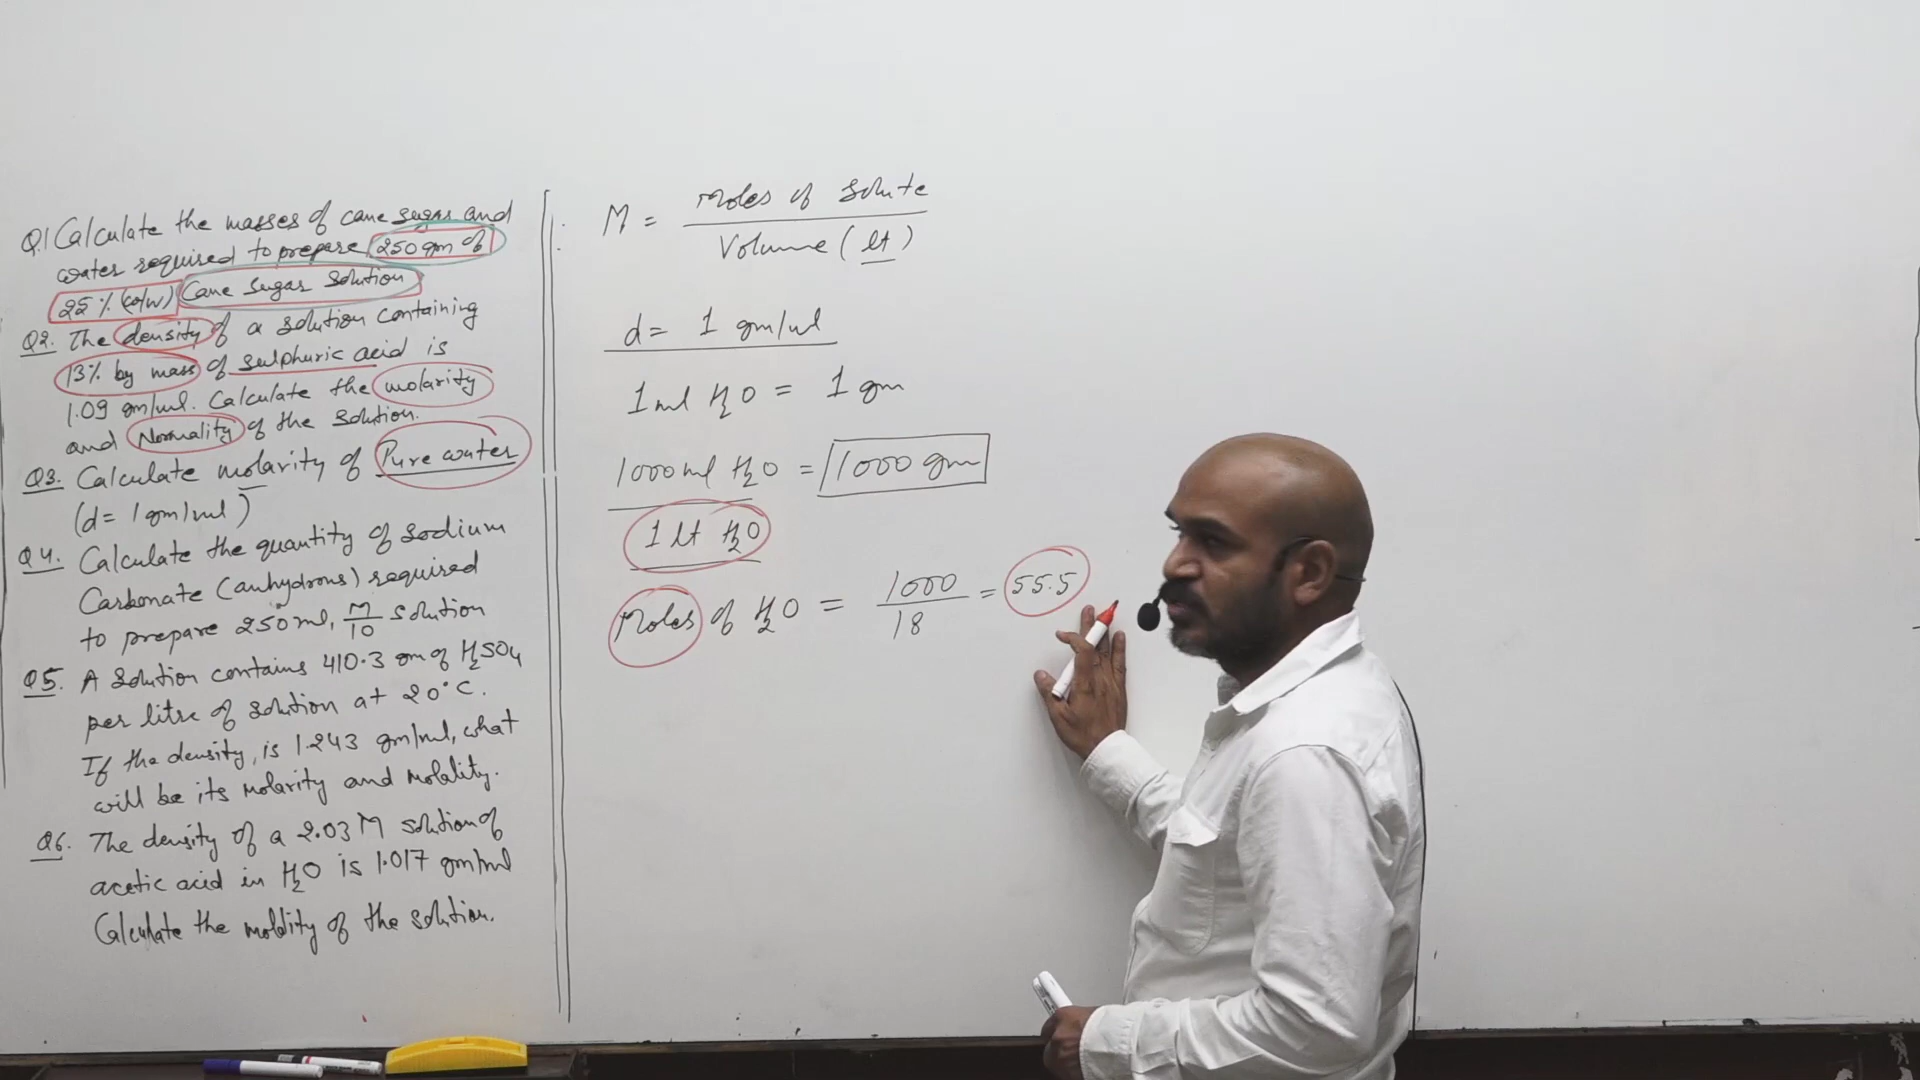 Q.1 Calculate the masses of cane sugar and
water required to prepare 250 gm of
25% (w/w) Cane Sugar Solution
Q2. The density of a solution containing
13% by mass of sulphuric acid is
1.09 gm/ml. Calculate the molarity
and Normality of the solution.
Q3. Calculate molarity of Pure water
(d= 1 gm/ml)
Q4. Calculate the quantity of sodium
Carbonate (anhydrous) required
to prepare 250 ml, M/10 solution
Q5. A solution contains 410.3 gm of H2SO4
per litre of solution at 20°C.
If the density, is 1.243 gm/ml, what
will be its molarity and molality.
Q6. The density of a 2.03 M solution of
acetic acid in H2O is 1.017 gm/ml
Calculate the molality of the solution.
M = Moles of Solute / Volume (lt)
d = 1 gm/ml
1 ml H2O = 1 gm
1000 ml H2O = 1000 gm
1 lt H2O
Moles of H2O = 1000/18 = 55.5